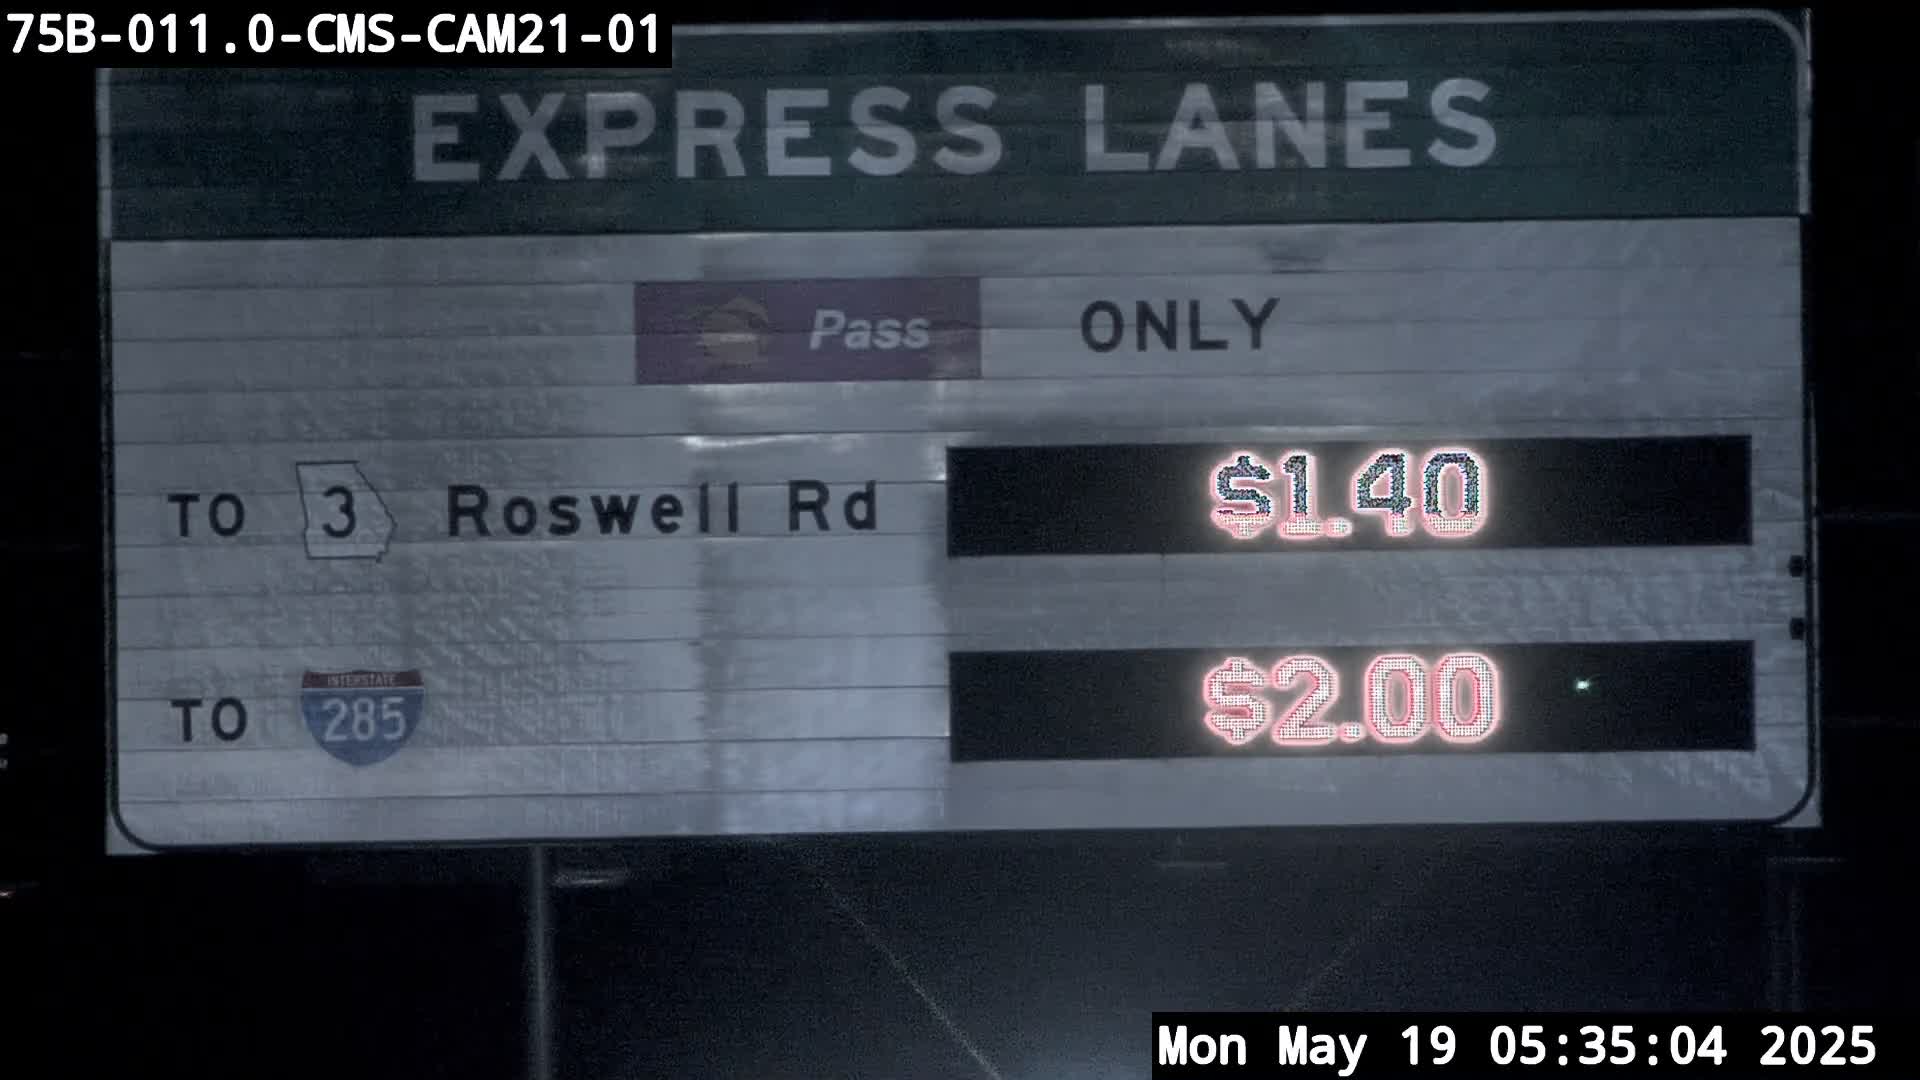 75B-011.0-CMS-CAM21-01
EXPRESS LANES
Pass ONLY
TO 3 Roswell Rd $1.40
INTERSTATE
TO 285 $2.00
Mon May 19 05:35:04 2025